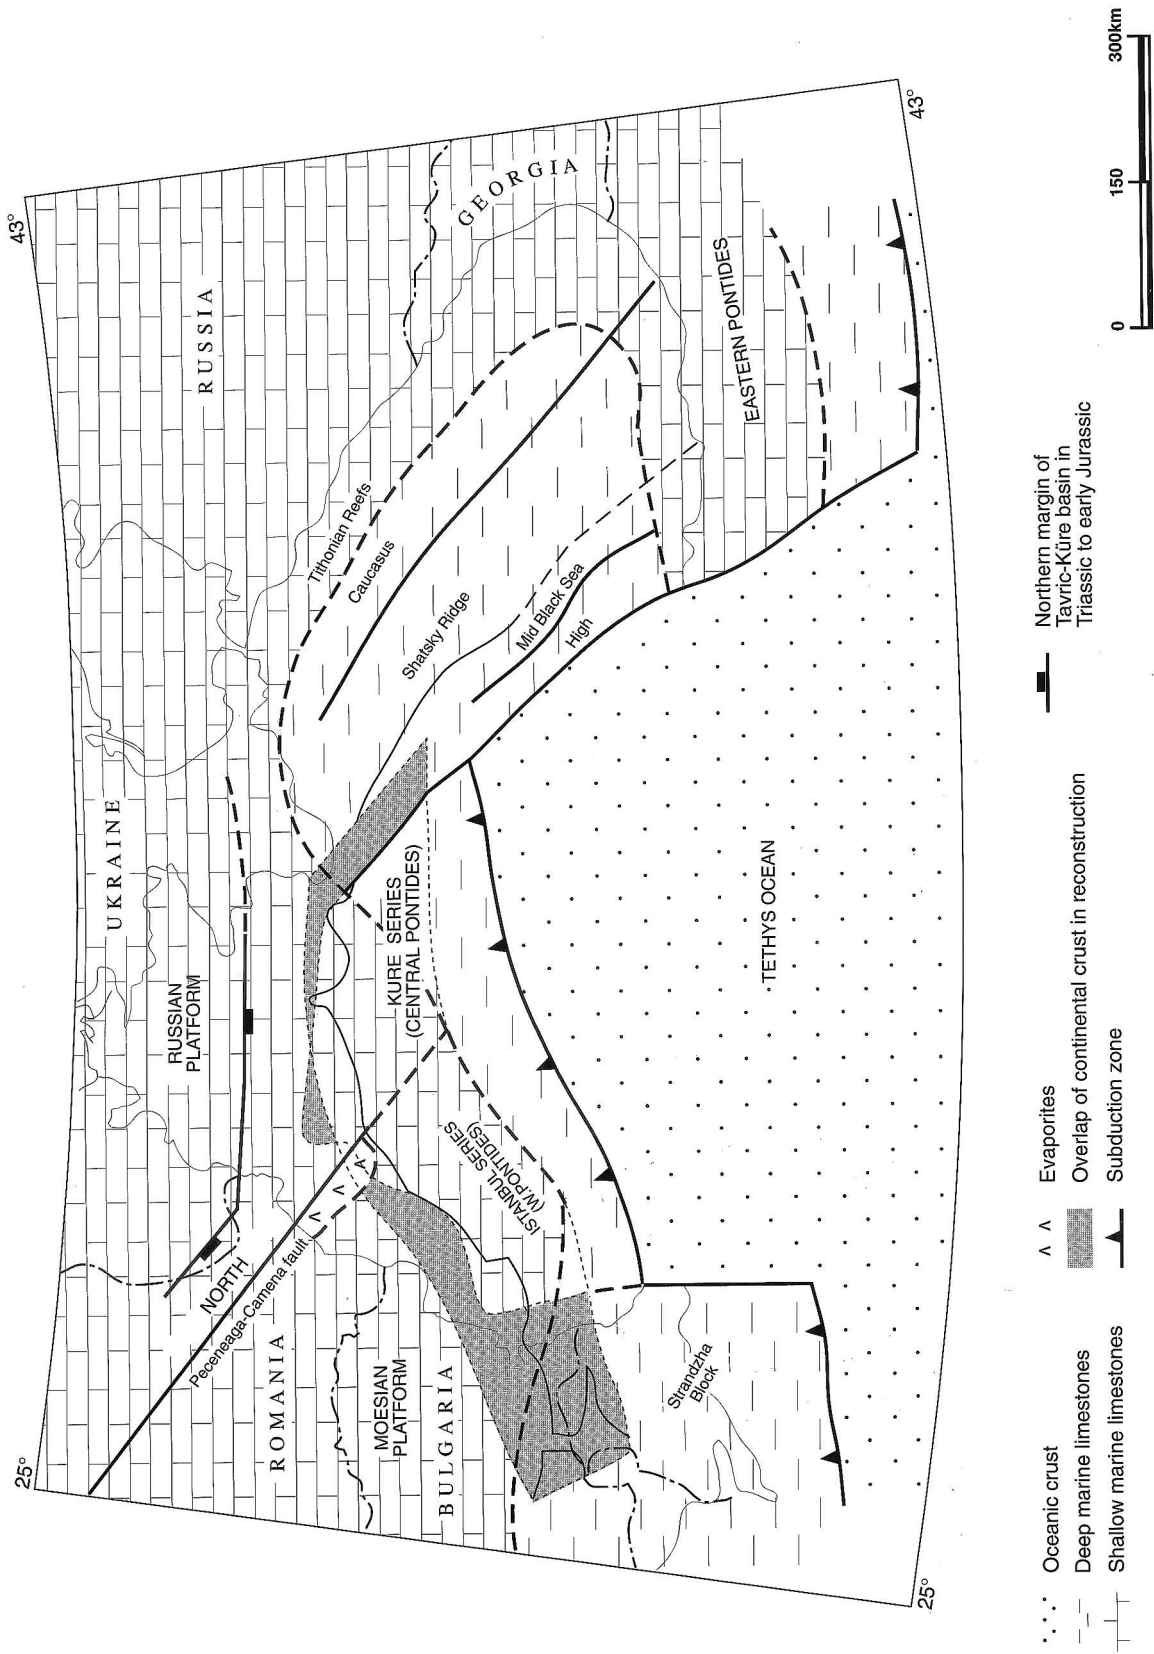 25°
43°
25°
43°
UKRAINE
RUSSIA
GEORGIA
ROMANIA
BULGARIA
RUSSIAN
PLATFORM
NORTH
Peceneaga-Camena fault
MOESIAN
PLATFORM
KURE SERIES
(CENTRAL PONTIDES)
ISTANBUL SERIES
(W.PONTIDES)
Tithonian Reefs
Caucasus
Shatsky Ridge
Mid Black Sea
High
EASTERN PONTIDES
Strandzha
Block
TETHYS OCEAN
Oceanic crust
Deep marine limestones
Shallow marine limestones
Evaporites
Overlap of continental crust in reconstruction
Subduction zone
Northern margin of
Tavric-Küre basin in
Triassic to early Jurassic
0
150
300km